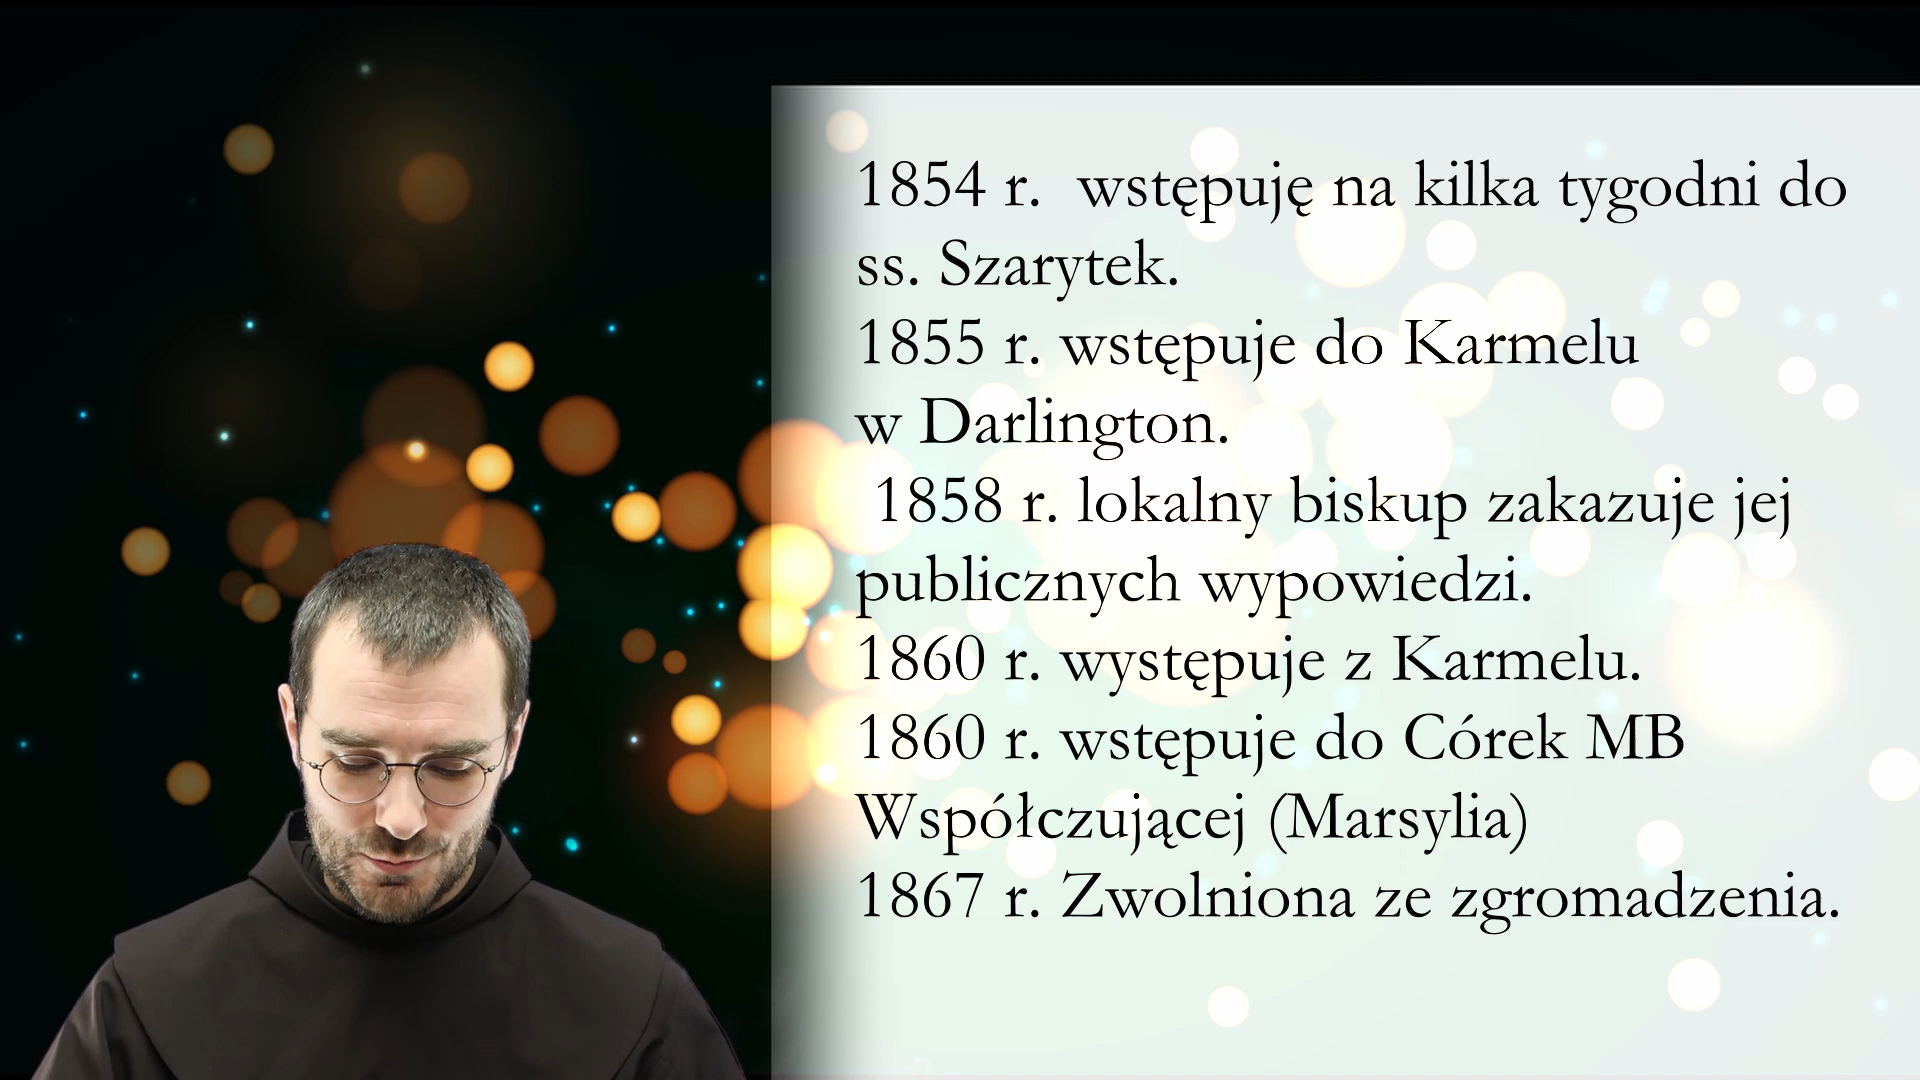 1854 r.  wstępuję na kilka tygodni do
ss. Szarytek.
1855 r. wstępuje do Karmelu
w Darlington.
1858 r. lokalny biskup zakazuje jej
publicznych wypowiedzi.
1860 r. występuje z Karmelu.
1860 r. wstępuje do Córek MB
Współczującej (Marsylia)
1867 r. Zwolniona ze zgromadzenia.